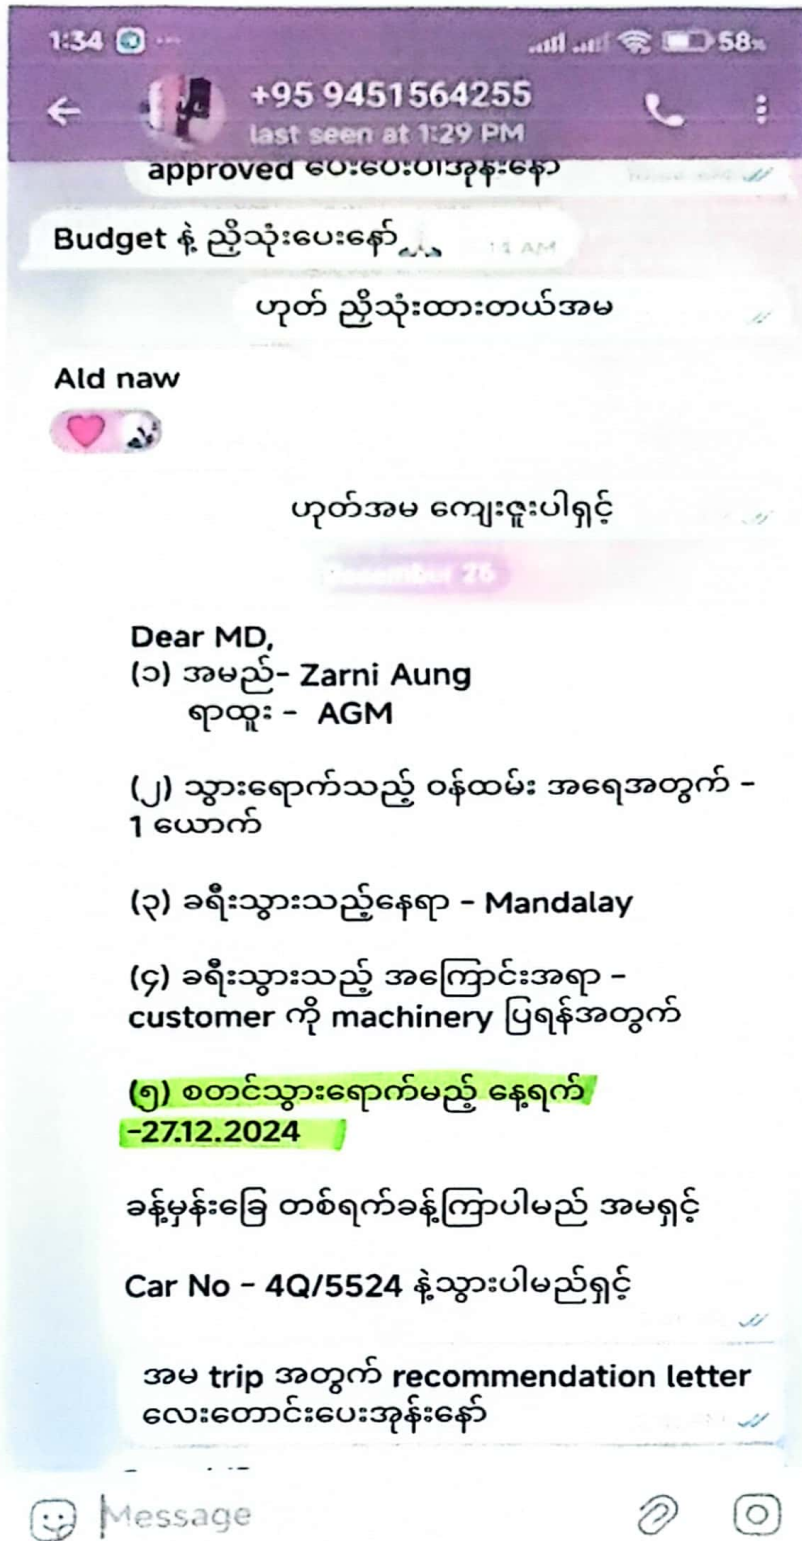 1:34
58%
+95 9451564255
last seen at 1:29 PM
approved ပေးပေးပါအုန်းနော်
Budget နဲ့ ညှိသုံးပေးနော်
ဟုတ် ညှိသုံးထားတယ်အမ
Ald naw
ဟုတ်အမ ကျေးဇူးပါရှင့်
December 26
Dear MD,
(၁) အမည်- Zarni Aung
ရာထူး - AGM
(၂) သွားရောက်သည့် ဝန်ထမ်း အရေအတွက် -
1 ယောက်
(၃) ခရီးသွားသည့်နေရာ - Mandalay
(၄) ခရီးသွားသည့် အကြောင်းအရာ -
customer ကို machinery ပြရန်အတွက်
(၅) စတင်သွားရောက်မည့် နေ့ရက်
-27.12.2024
ခန့်မှန်းခြေ တစ်ရက်ခန့်ကြာပါမည် အမရှင့်
Car No - 4Q/5524 နဲ့သွားပါမည်ရှင့်
အမ trip အတွက် recommendation letter
လေးတောင်းပေးအုန်းနော်
Message